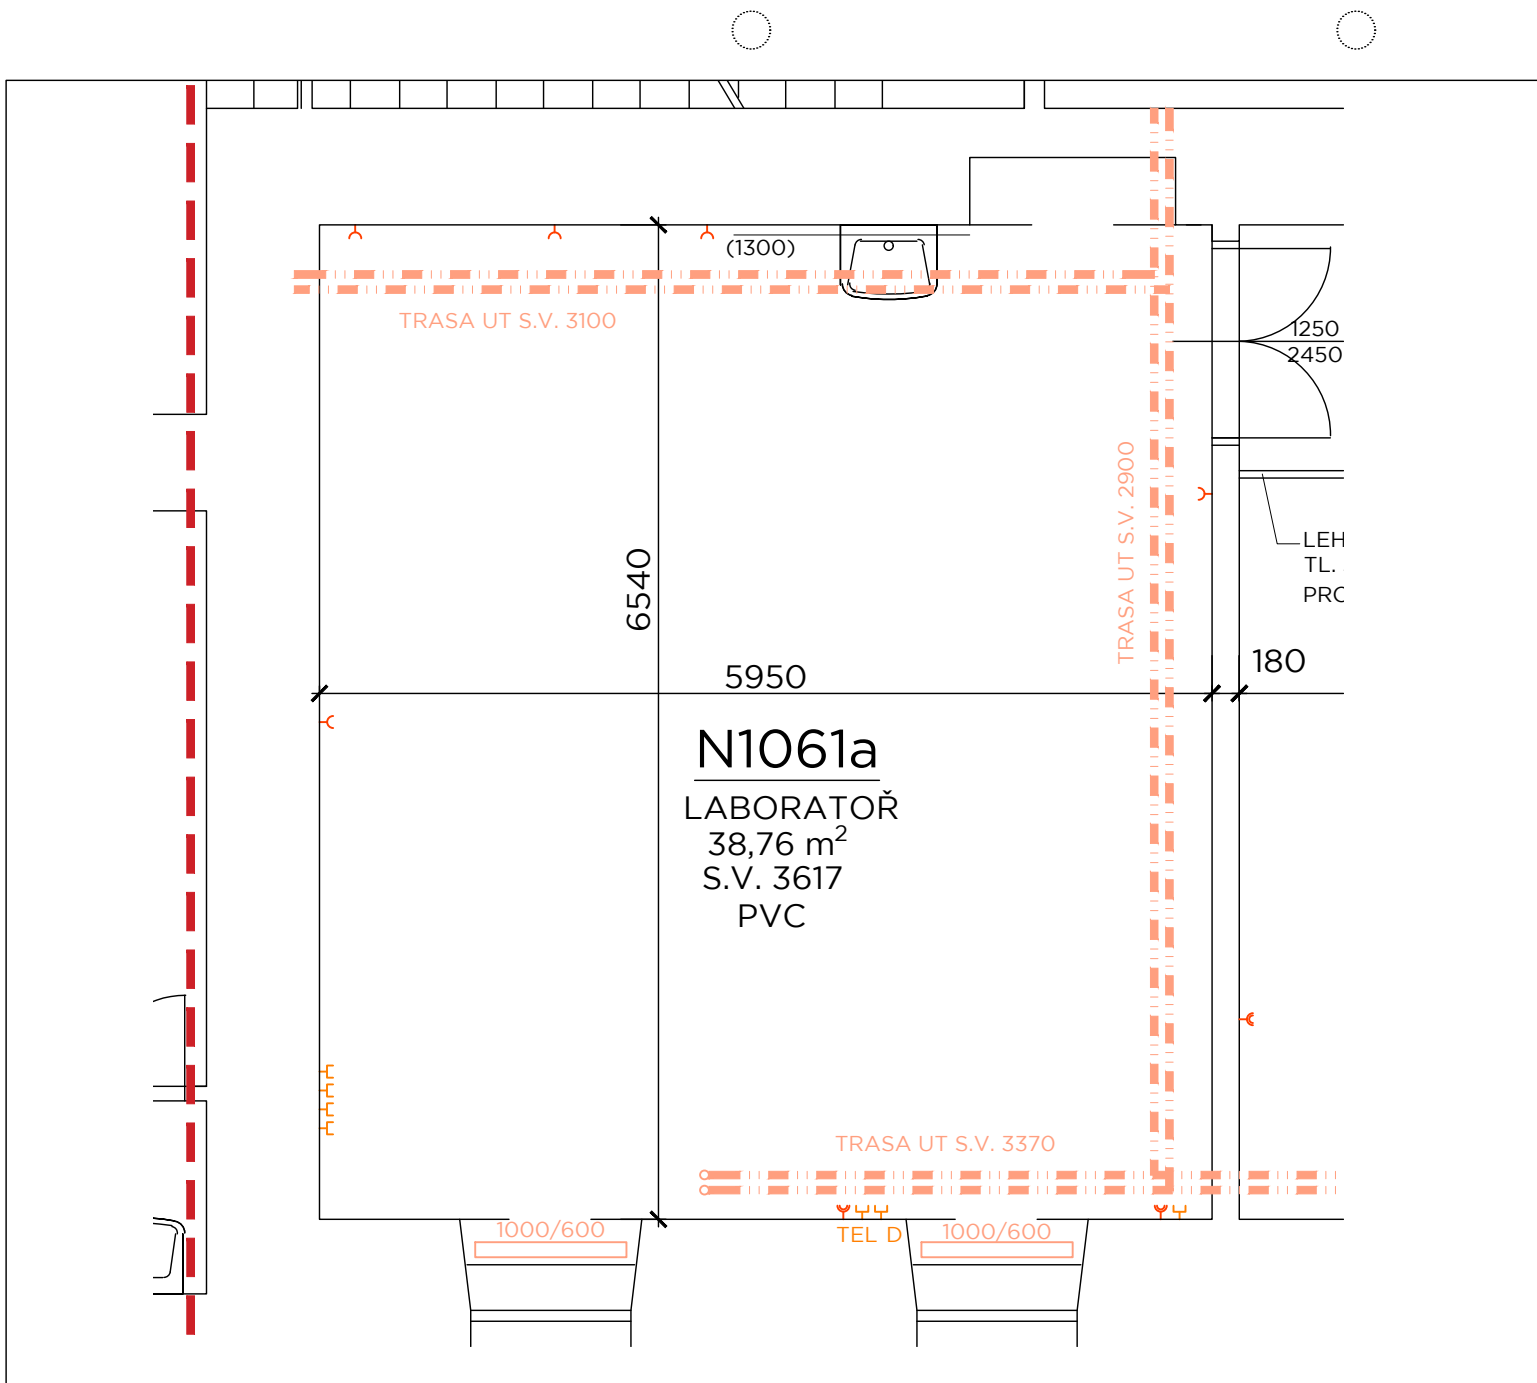 (1300)
TRASA UT S.V. 3100
1250
2450
TRASA UT S.V. 2900
LEH
TL.
PRO
6540
5950
180
N1061a
LABORATOŘ
38,76 m²
S.V. 3617
PVC
TRASA UT S.V. 3370
1000/600
TEL D
1000/600